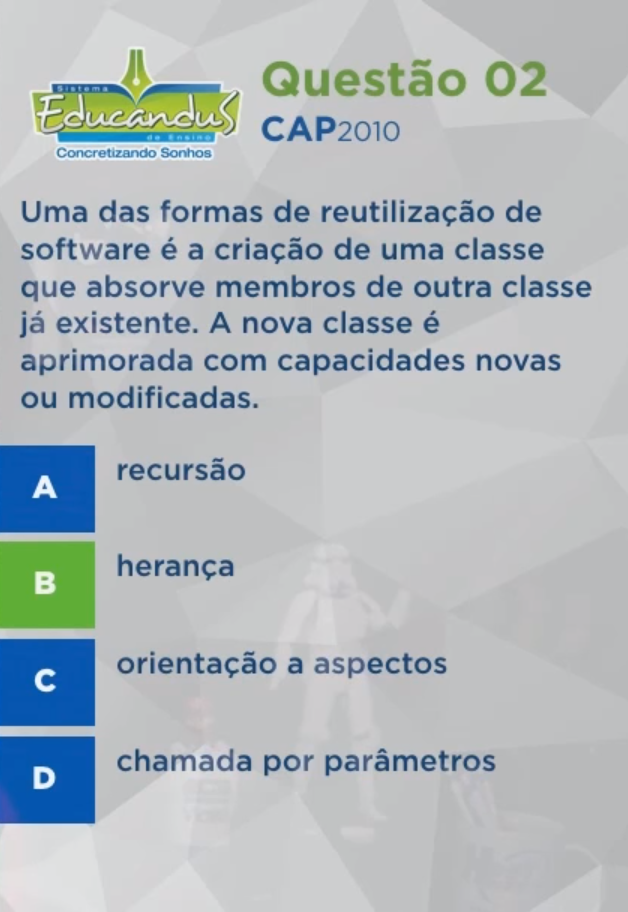 Sistema
Educandus
de Ensino
Concretizando Sonhos
Questão 02
CAP2010
Uma das formas de reutilização de
software é a criação de uma classe
que absorve membros de outra classe
já existente. A nova classe é
aprimorada com capacidades novas
ou modificadas.
A recursão
B herança
C orientação a aspectos
D chamada por parâmetros